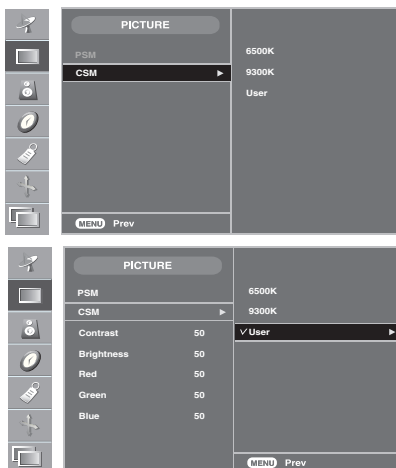 PICTURE
PSM
CSM ▶
6500K
9300K
User
MENU Prev
PICTURE
PSM
CSM ▶
Contrast 50
Brightness 50
Red 50
Green 50
Blue 50
6500K
9300K
✓ User ▶
MENU Prev